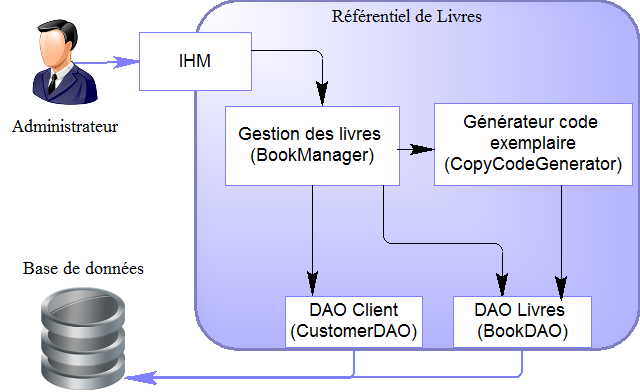 Référentiel de Livres
IHM
Administrateur
Gestion des livres
(BookManager)
Générateur code
exemplaire
(CopyCodeGenerator)
Base de données
DAO Client
(CustomerDAO)
DAO Livres
(BookDAO)